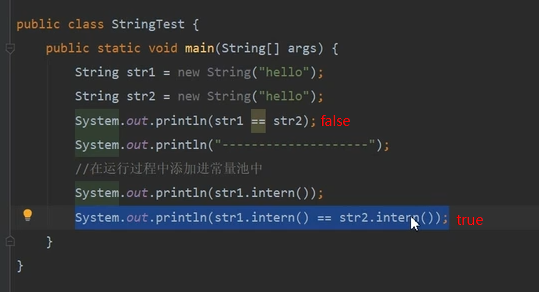 public class StringTest {
public static void main(String[] args) {
String str1 = new String("hello");
String str2 = new String("hello");
System.out.println(str1 == str2); false
System.out.println("--------------------");
//在运行过程中添加进常量池中
System.out.println(str1.intern());
System.out.println(str1.intern() == str2.intern()); true
}
}